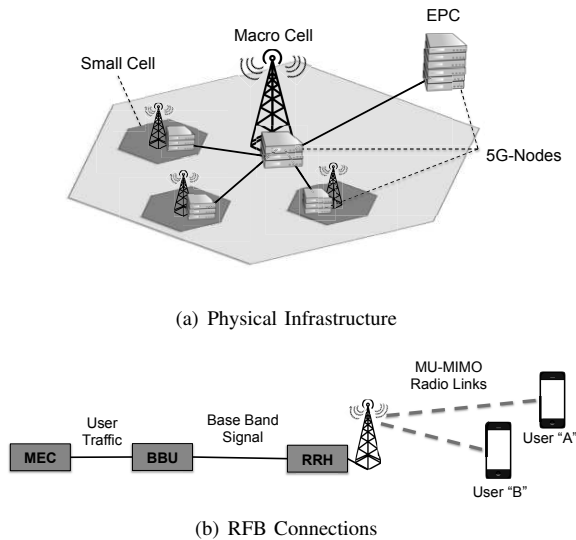 EPC
Macro Cell
Small Cell
5G-Nodes
(a) Physical Infrastructure
MU-MIMO
Radio Links
User
Traffic
Base Band
Signal
MEC
BBU
RRH
User “A”
User “B”
(b) RFB Connections